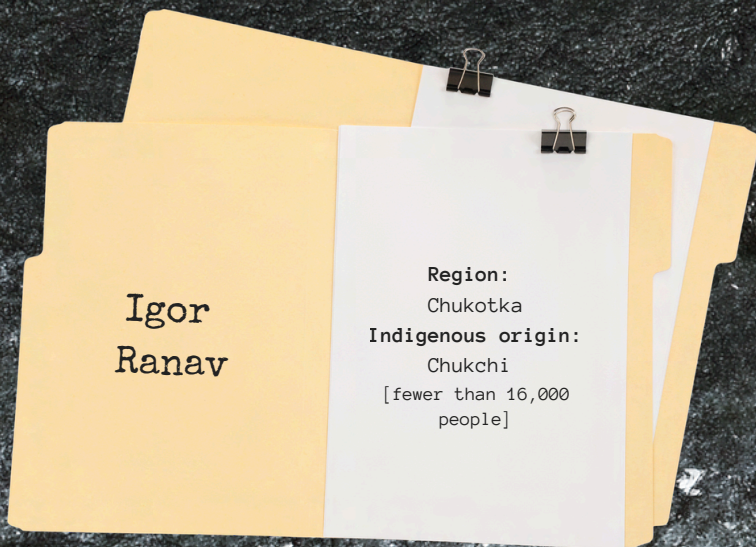 Igor
Ranav
Region:
Chukotka
Indigenous origin:
Chukchi
[fewer than 16,000
people]